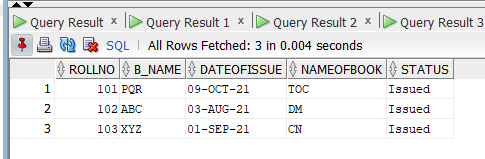 Query Result × Query Result 1 × Query Result 2 × Query Result 3
SQL | All Rows Fetched: 3 in 0.004 seconds
ROLLNO B_NAME DATEOFISSUE NAMEOFBOOK STATUS
1 101 PQR 09-OCT-21 TOC Issued
2 102 ABC 03-AUG-21 DM Issued
3 103 XYZ 01-SEP-21 CN Issued